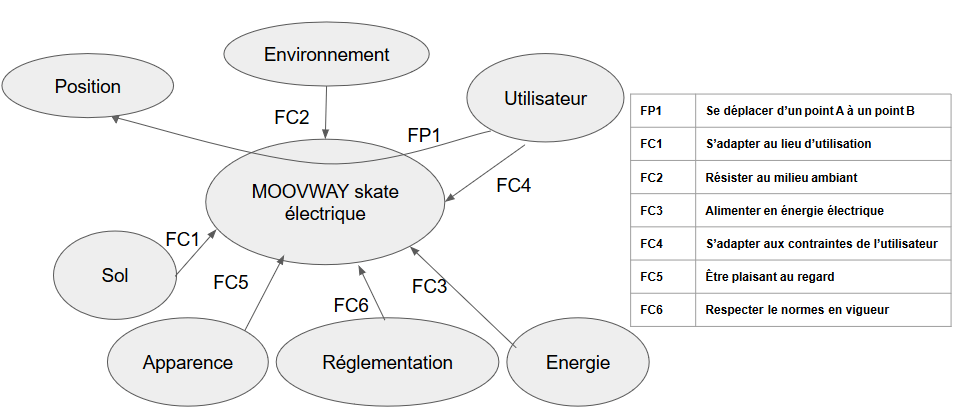 Environnement
Position
Utilisateur
FC2
FP1
MOOVWAY skate
électrique
FC4
FC1
Sol
FC5
FC3
FC6
Apparence
Réglementation
Energie
FP1 Se déplacer d'un point A à un point B
FC1 S'adapter au lieu d'utilisation
FC2 Résister au milieu ambiant
FC3 Alimenter en énergie électrique
FC4 S'adapter aux contraintes de l'utilisateur
FC5 Être plaisant au regard
FC6 Respecter le normes en vigueur